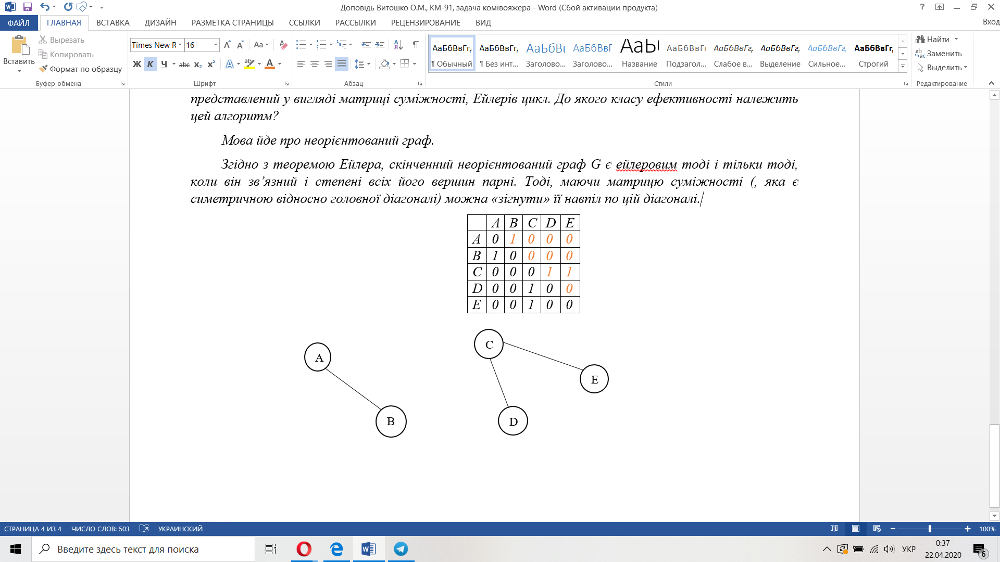 Доповідь Витошко О.М., КМ-91, задача комівояжера - Word (Сбой активации продукта)
ФАЙЛ ГЛАВНАЯ ВСТАВКА ДИЗАЙН РАЗМЕТКА СТРАНИЦЫ ССЫЛКИ РАССЫЛКИ РЕЦЕНЗИРОВАНИЕ ВИД Вход
Вставить
Вырезать
Копировать
Формат по образцу
Буфер обмена
Times New R 16
Ж К Ч abc x₂ x² A ab A
Шрифт
Абзац
АаБбВвГг, АаБбВвГг, АаБбВв АаБбВвГ АаБ АаБбВвГг АаБбВвГг, АаБбВвГг, АаБбВвГг, АаБбВвГг,
¶ Обычный ¶ Без инт... Заголово... Заголово... Название Подзагол... Слабое в... Выделение Сильное... Строгий
Стили
Найти
Заменить
Выделить
Редактирование
представлений у вигляді матриці суміжності, Ейлерів цикл. До якого класу ефективності належить
цей алгоритм?
Мова йде про неорієнтований граф.
Згідно з теоремою Ейлера, скінченний неорієнтований граф G є ейлеровим тоді і тільки тоді,
коли він зв’язний і степені всіх його вершин парні. Тоді, маючи матрицю суміжності (, яка є
симетричною відносно головної діагоналі) можна «зігнути» її навпіл по цій діагоналі.
A B C D E
A 0 1 0 0 0
B 1 0 0 0 0
C 0 0 0 1 1
D 0 0 1 0 0
E 0 0 1 0 0
C
A
E
B
D
СТРАНИЦА 4 ИЗ 4 ЧИСЛО СЛОВ: 503 УКРАИНСКИЙ 100%
Введите здесь текст для поиска
УКР
0:37
22.04.2020
6